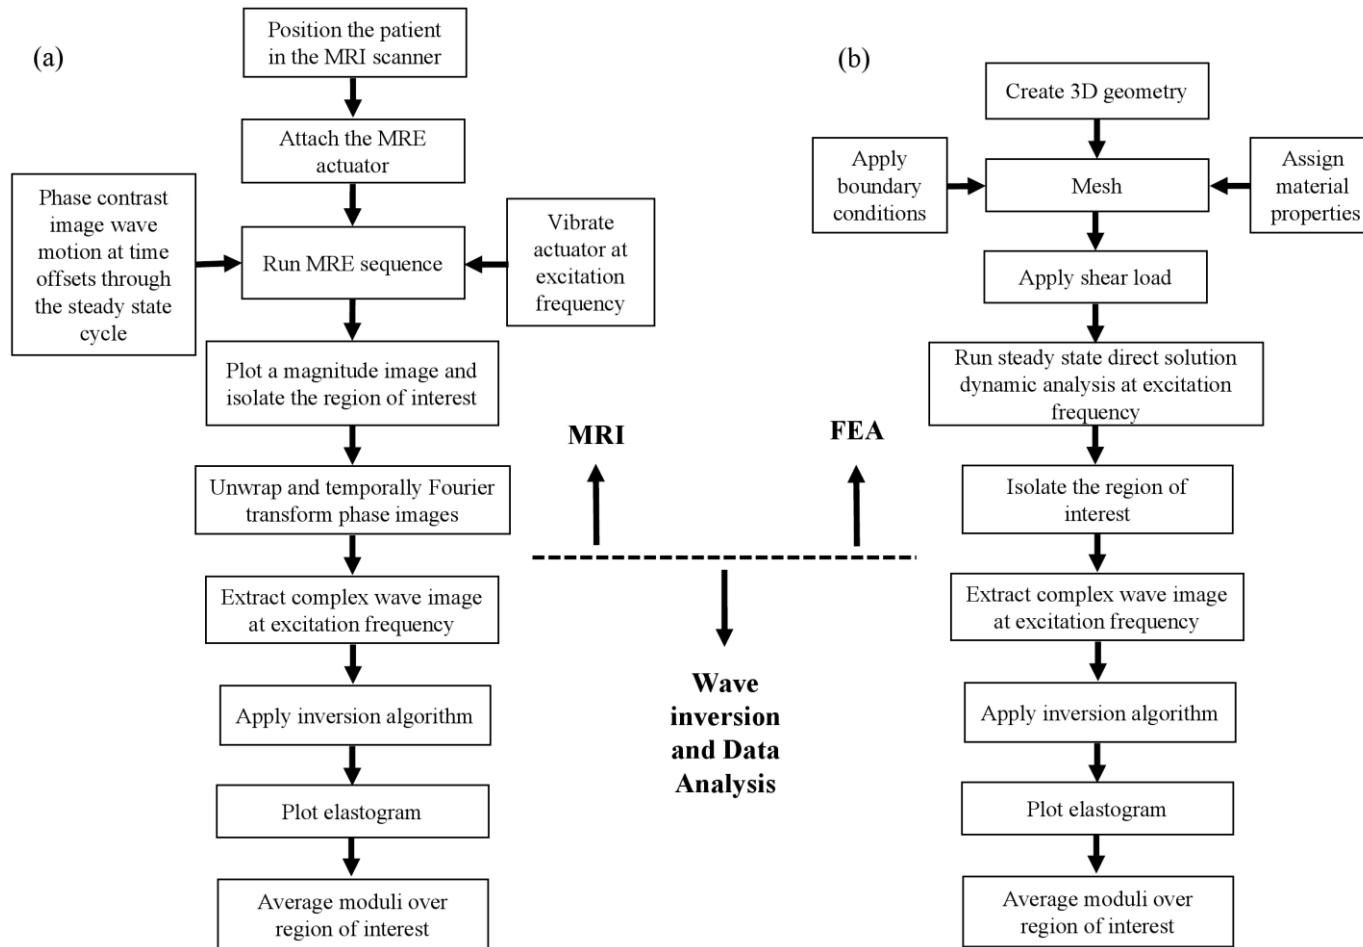 (a)
Position the patient
in the MRI scanner
Attach the MRE
actuator
Phase contrast
image wave
motion at time
offsets through
the steady state
cycle
Run MRE sequence
Vibrate
actuator at
excitation
frequency
Plot a magnitude image and
isolate the region of interest
Unwrap and temporally Fourier
transform phase images
Extract complex wave image
at excitation frequency
Apply inversion algorithm
Plot elastogram
Average moduli over
region of interest
MRI
FEA
Wave
inversion
and Data
Analysis
(b)
Create 3D geometry
Apply
boundary
conditions
Mesh
Assign
material
properties
Apply shear load
Run steady state direct solution
dynamic analysis at excitation
frequency
Isolate the region of
interest
Extract complex wave image
at excitation frequency
Apply inversion algorithm
Plot elastogram
Average moduli over
region of interest